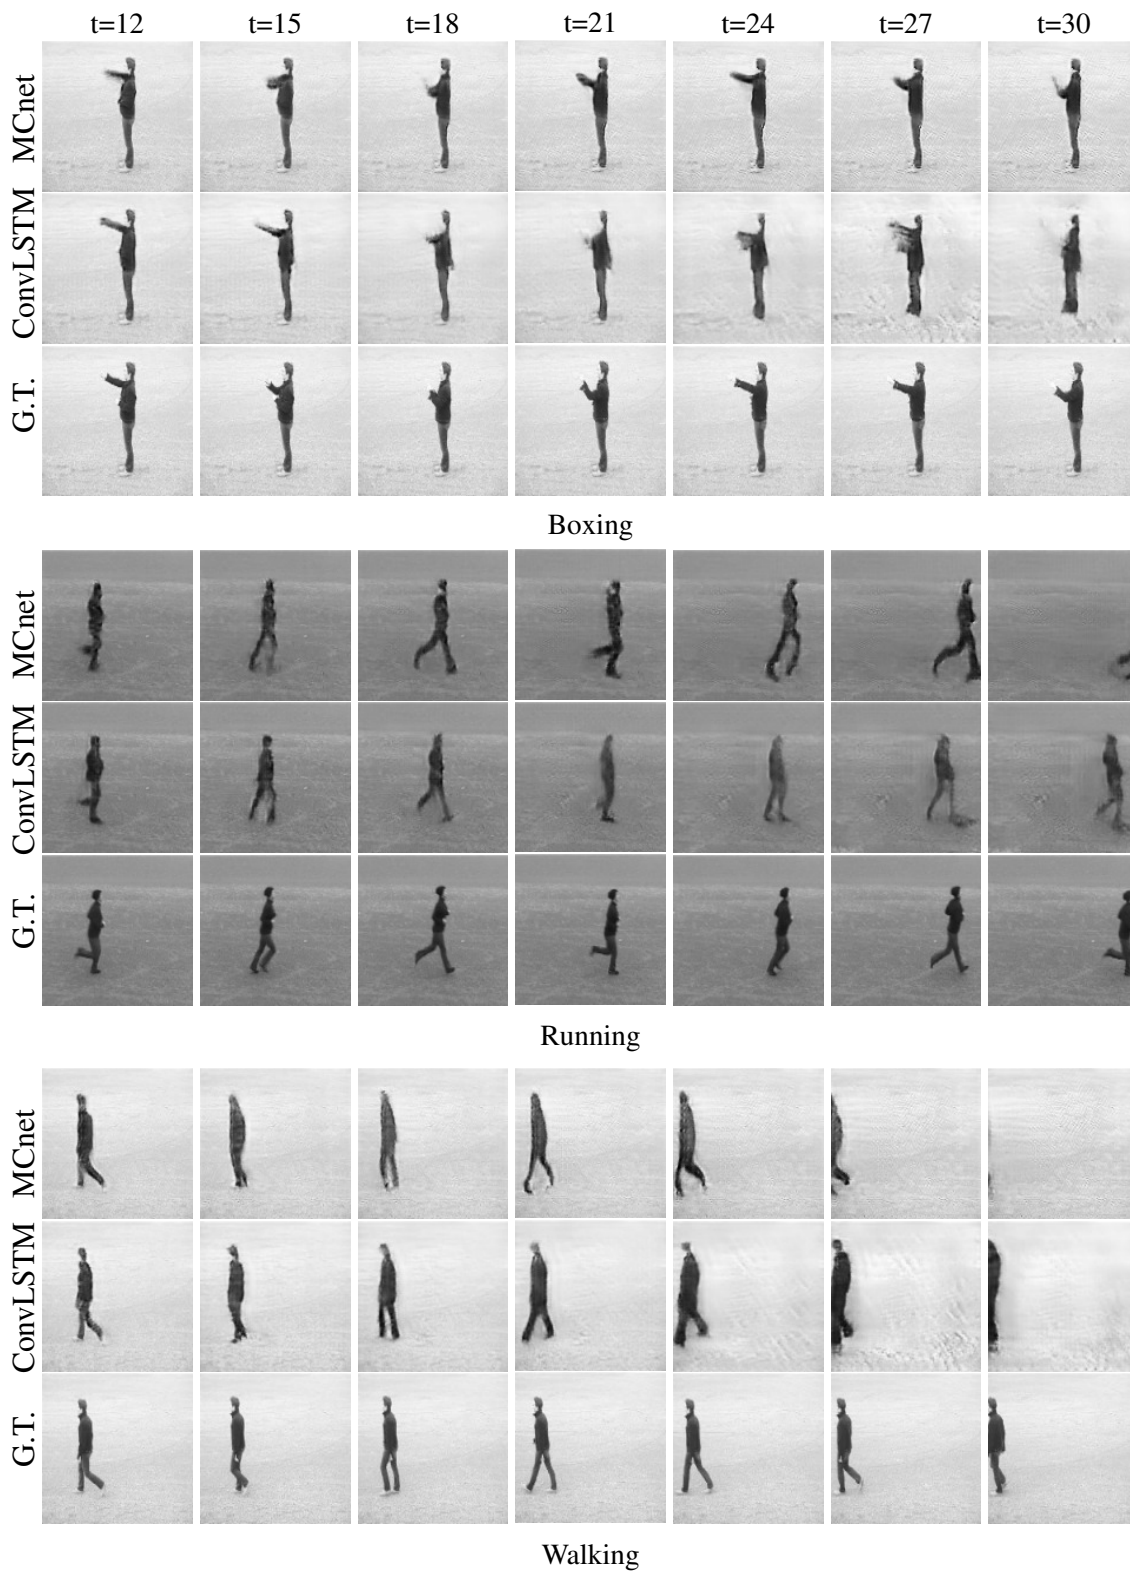 t=12 t=15 t=18 t=21 t=24 t=27 t=30
MCnet
ConvLSTM
G.T.
Boxing
MCnet
ConvLSTM
G.T.
Running
MCnet
ConvLSTM
G.T.
Walking